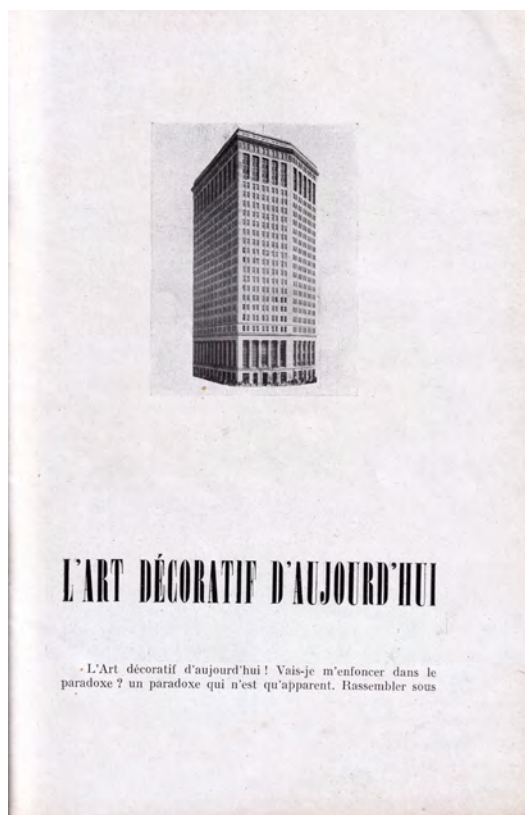 L'ART DÉCORATIF D'AUJOURD'HUI
L'Art décoratif d'aujourd'hui ! Vais-je m'enfoncer dans le
paradoxe ? un paradoxe qui n'est qu'apparent. Rassembler sous